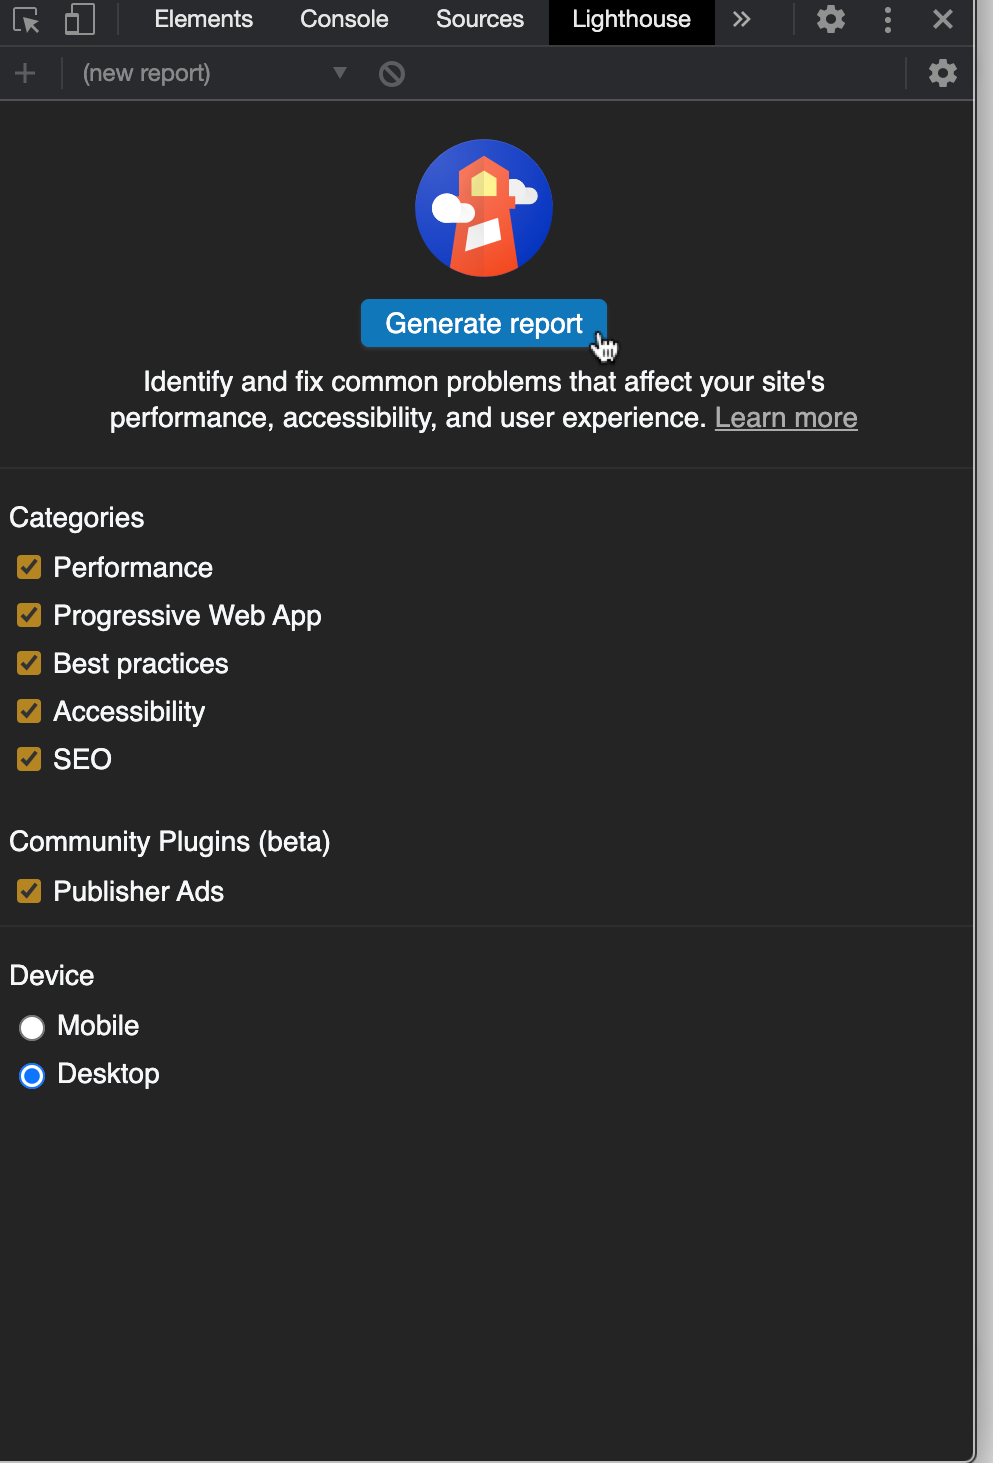 Elements Console Sources Lighthouse »
(new report)
Generate report
Identify and fix common problems that affect your site's
performance, accessibility, and user experience. Learn more
Categories
Performance
Progressive Web App
Best practices
Accessibility
SEO
Community Plugins (beta)
Publisher Ads
Device
Mobile
Desktop